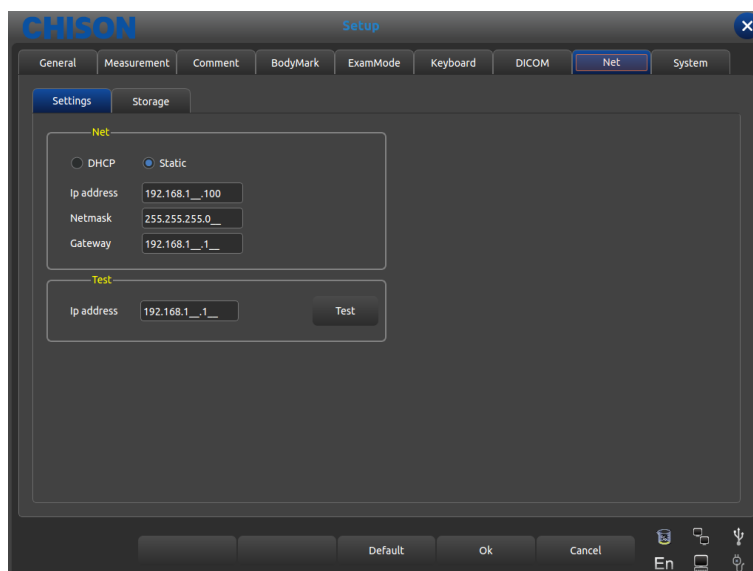 CHISON
Setup
General Measurement Comment BodyMark ExamMode Keyboard DICOM Net System
Settings Storage
Net
DHCP Static
Ip address 192.168.1__.100
Netmask 255.255.255.0__
Gateway 192.168.1__.1__
Test
Ip address 192.168.1__.1__ Test
Default Ok Cancel
En